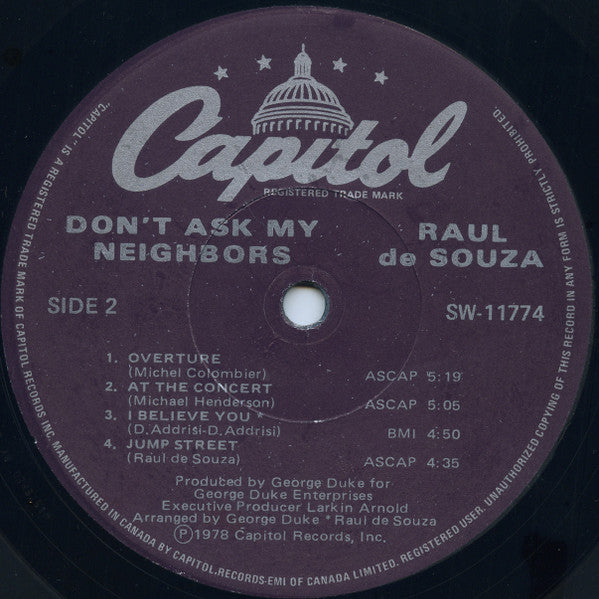 Capitol
REGISTERED TRADE MARK
DON'T ASK MY
NEIGHBORS
RAUL
de SOUZA
SIDE 2
SW-11774
1. OVERTURE
(Michel Colombier) ASCAP 5:19
2. AT THE CONCERT
(Michael Henderson) ASCAP 5:05
3. I BELIEVE YOU *
(D. Addrisi-D. Addrisi) BMI 4:50
4. JUMP STREET
(Raul de Souza) ASCAP 4:35
Produced by George Duke for
George Duke Enterprises
Executive Producer Larkin Arnold
Arranged by George Duke * Raul de Souza
Ⓟ1978 Capitol Records, Inc.
"CAPITOL" IS A REGISTERED TRADE MARK OF CAPITOL RECORDS INC. MANUFACTURED IN CANADA BY CAPITOL RECORDS-EMI OF CANADA LIMITED. REGISTERED USER. UNAUTHORIZED COPYING OF THIS RECORD IN ANY FORM IS STRICTLY PROHIBITED.